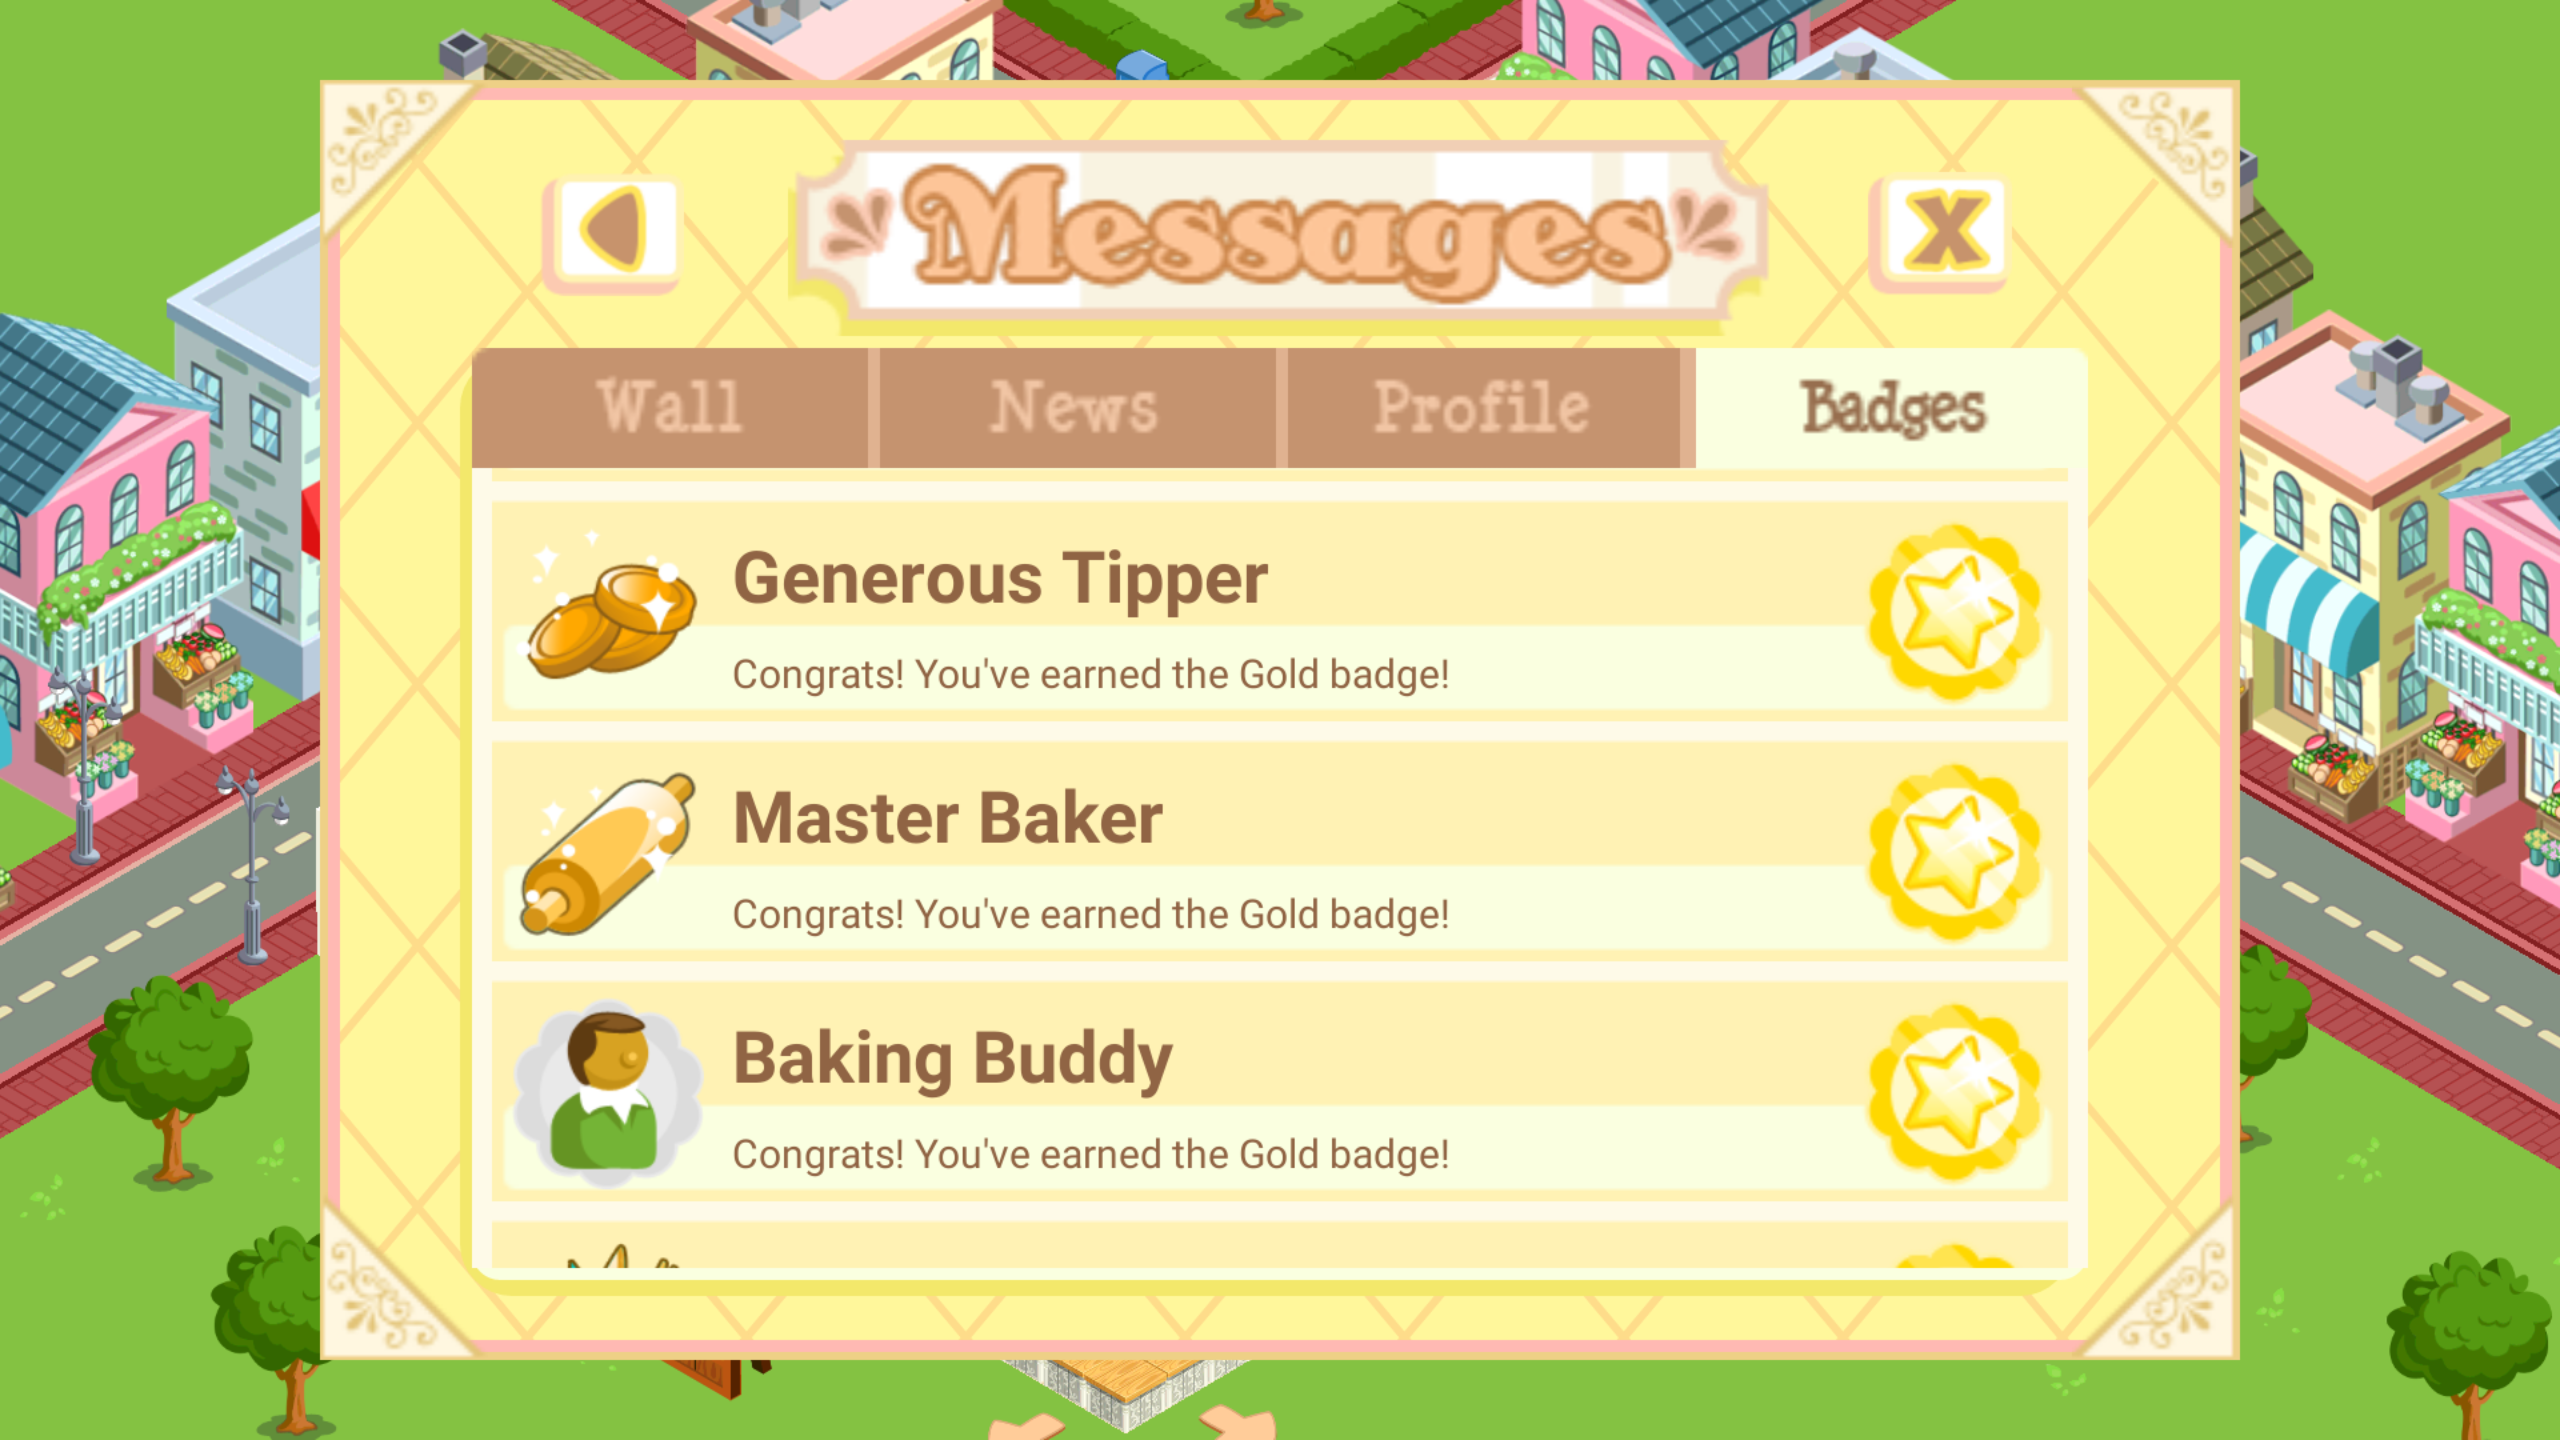 Messages
Wall
News
Profile
Badges
Generous Tipper
Congrats! You've earned the Gold badge!
Master Baker
Congrats! You've earned the Gold badge!
Baking Buddy
Congrats! You've earned the Gold badge!